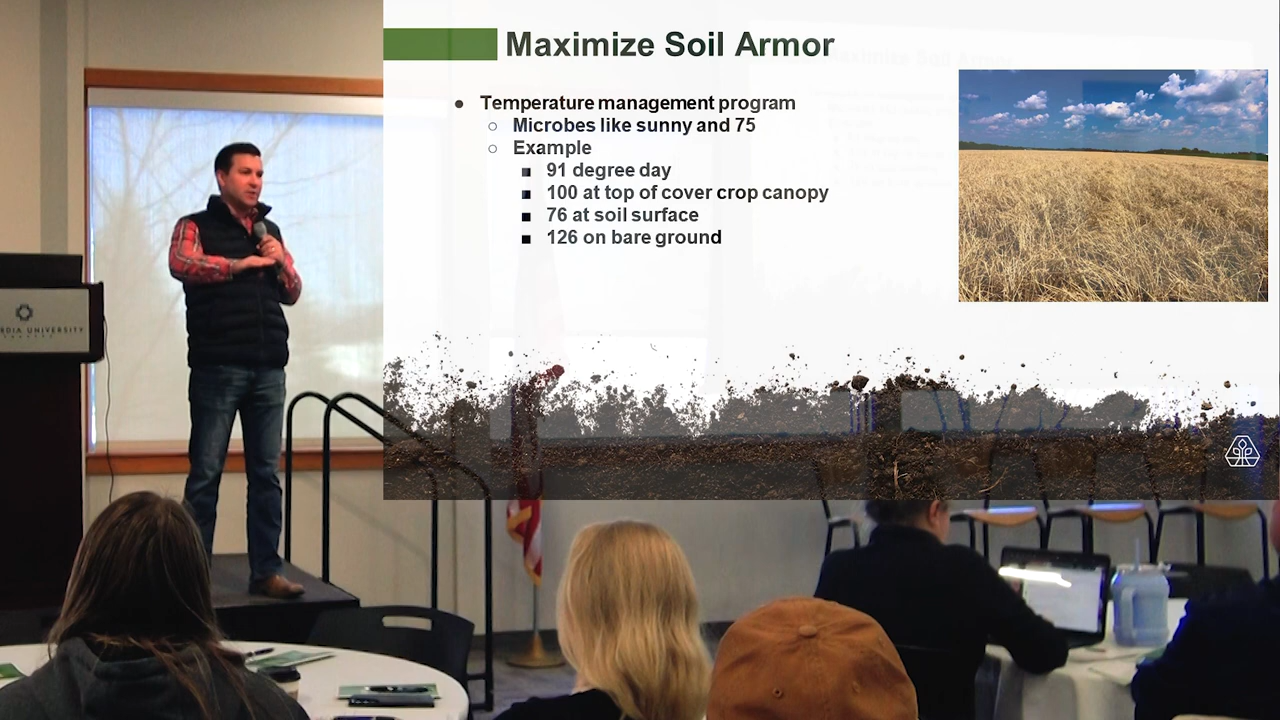 Maximize Soil Armor
● Temperature management program
○ Microbes like sunny and 75
○ Example
■ 91 degree day
■ 100 at top of cover crop canopy
■ 76 at soil surface
■ 126 on bare ground
UNIVERSITY